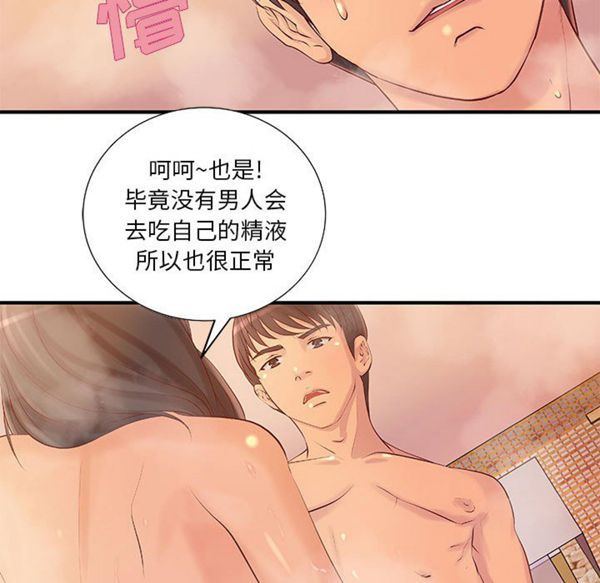 懵
呵呵~也是!
毕竟没有男人会
去吃自己的精液
所以也很正常